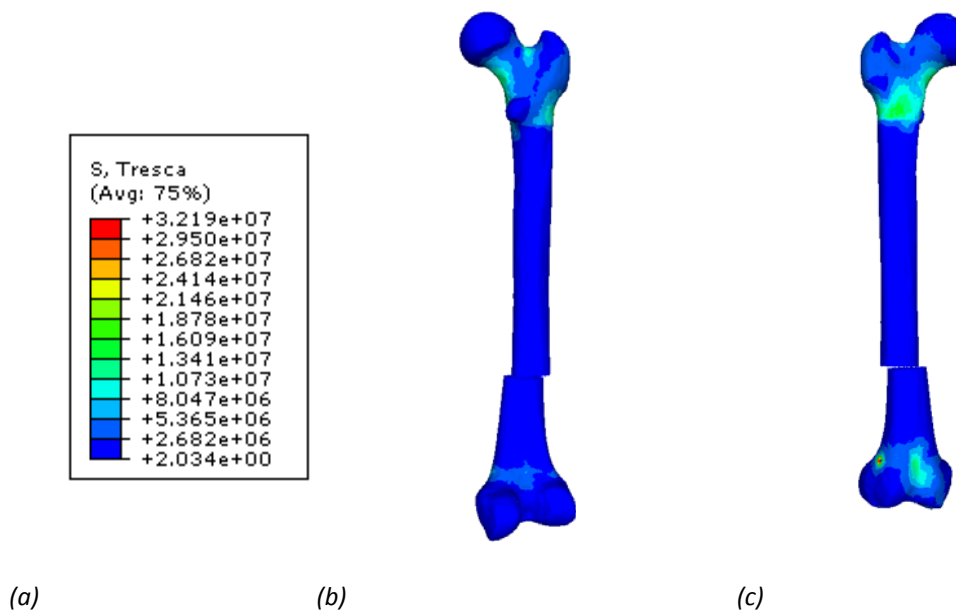 S, Tresca
(Avg: 75%)
+3.219e+07
+2.950e+07
+2.682e+07
+2.414e+07
+2.146e+07
+1.878e+07
+1.609e+07
+1.341e+07
+1.073e+07
+8.047e+06
+5.365e+06
+2.682e+06
+2.034e+00
(a) (b) (c)